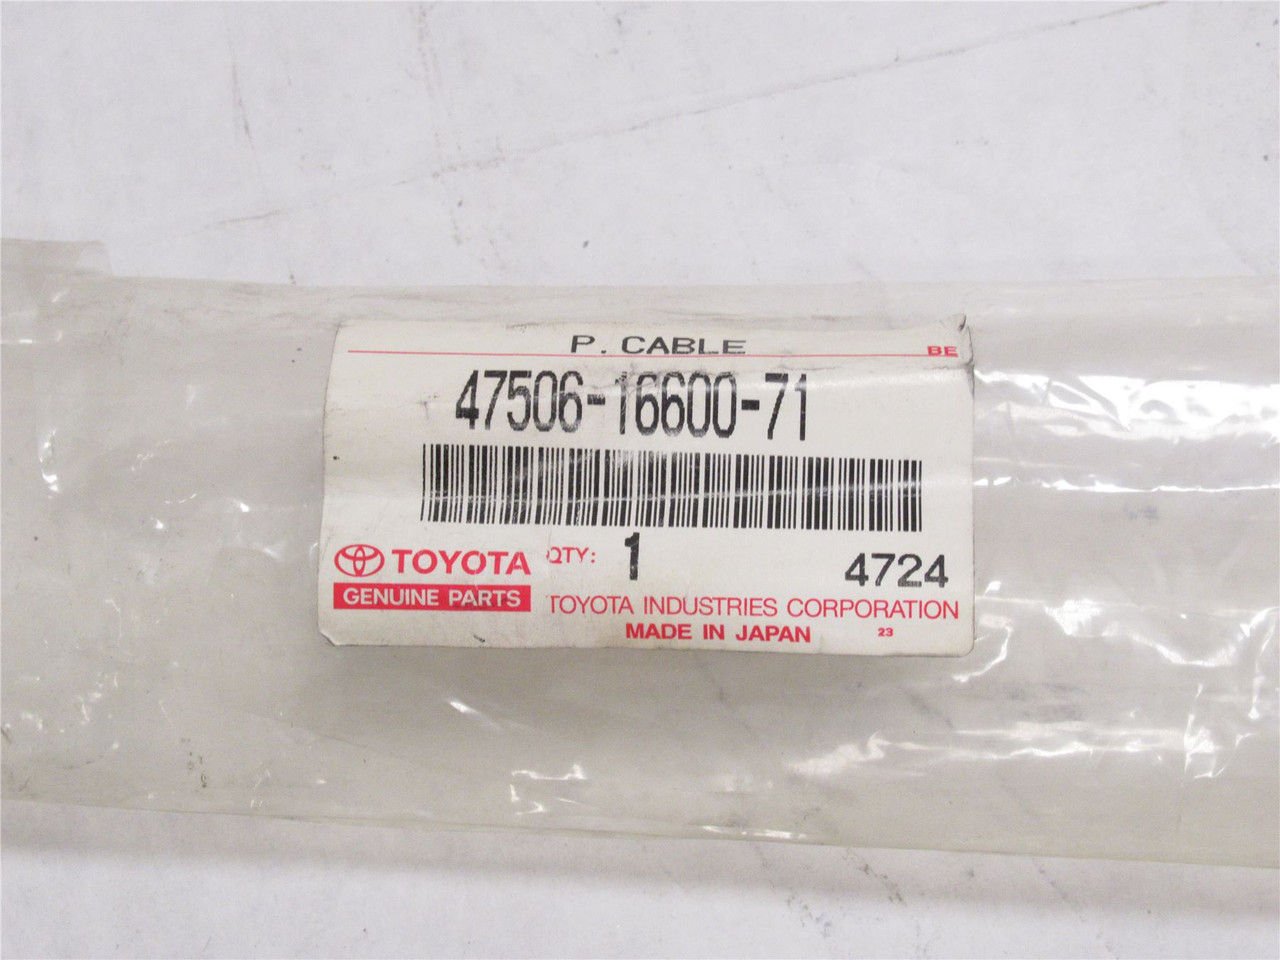 P. CABLE
BE
47506-16600-71
TOYOTA QTY: 1 4724
GENUINE PARTS TOYOTA INDUSTRIES CORPORATION
MADE IN JAPAN 23